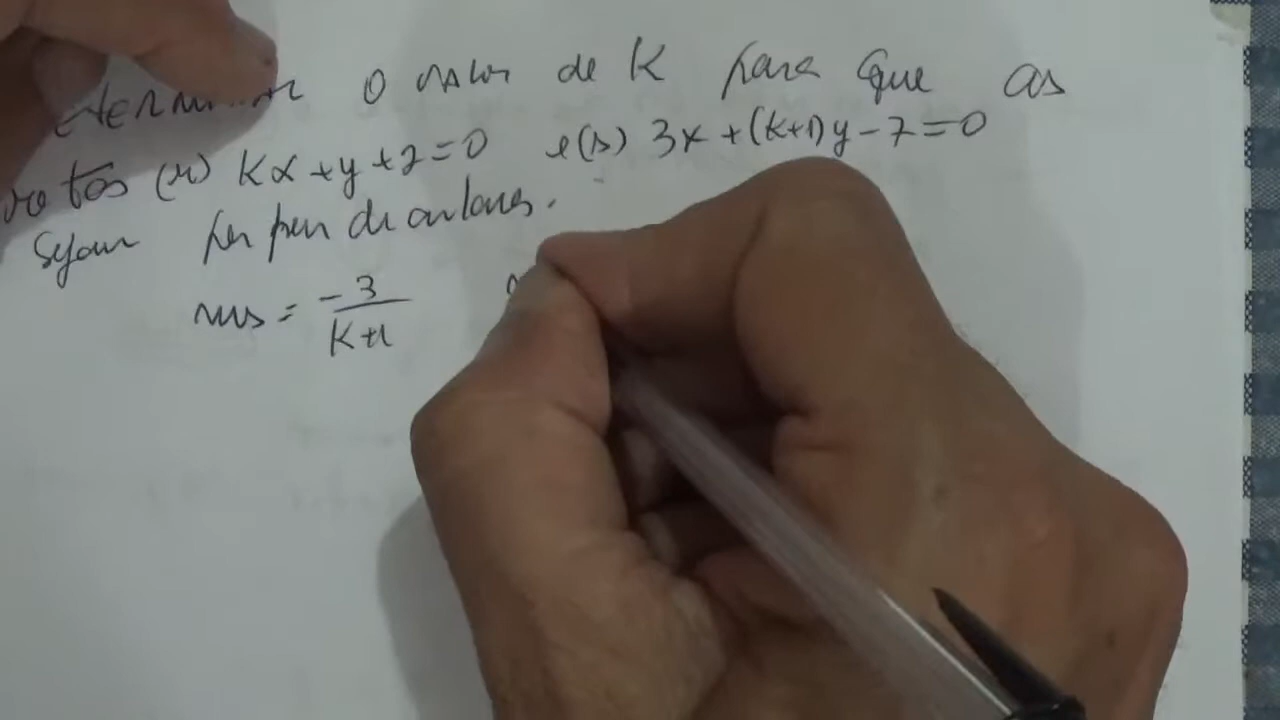 O valor de K para que as
retas (r) Kx + y + 2 = 0 e (s) 3x + (K+1)y - 7 = 0
Sejam perpendiculares.
ms = -3/K+1